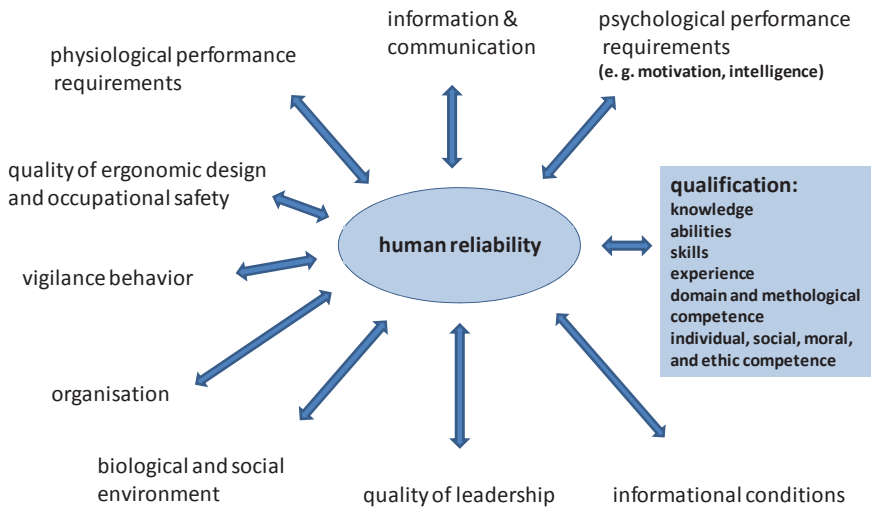 information &
communication
psychological performance
requirements
(e. g. motivation, intelligence)
physiological performance
requirements
quality of ergonomic design
and occupational safety
qualification:
knowledge
abilities
skills
experience
domain and methological
competence
individual, social, moral,
and ethic competence
human reliability
vigilance behavior
organisation
biological and social
environment
quality of leadership
informational conditions